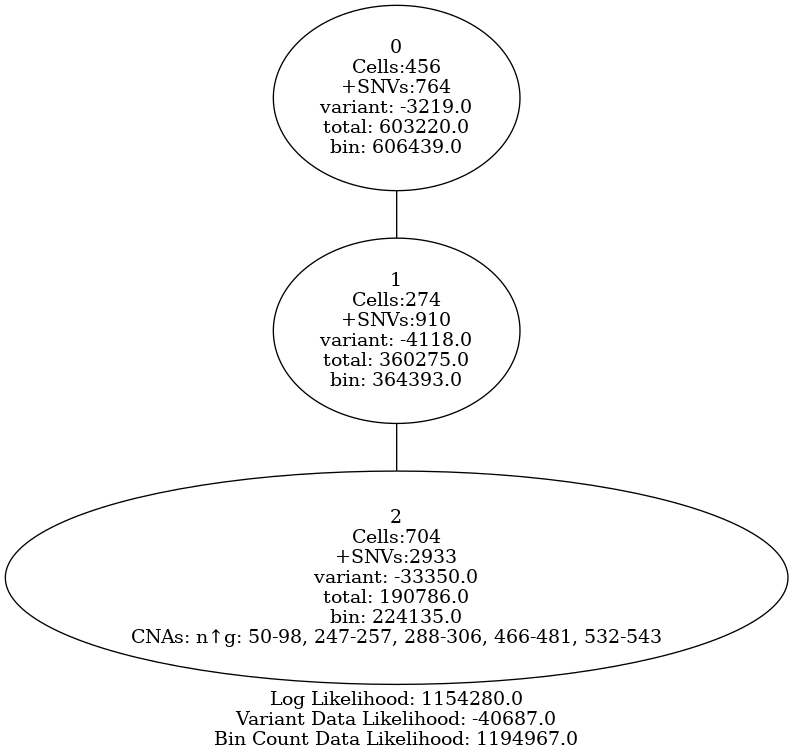 0
Cells:456
+SNVs:764
variant: -3219.0
total: 603220.0
bin: 606439.0
1
Cells:274
+SNVs:910
variant: -4118.0
total: 360275.0
bin: 364393.0
2
Cells:704
+SNVs:2933
variant: -33350.0
total: 190786.0
bin: 224135.0
CNAs: n↑g: 50-98, 247-257, 288-306, 466-481, 532-543
Log Likelihood: 1154280.0
Variant Data Likelihood: -40687.0
Bin Count Data Likelihood: 1194967.0